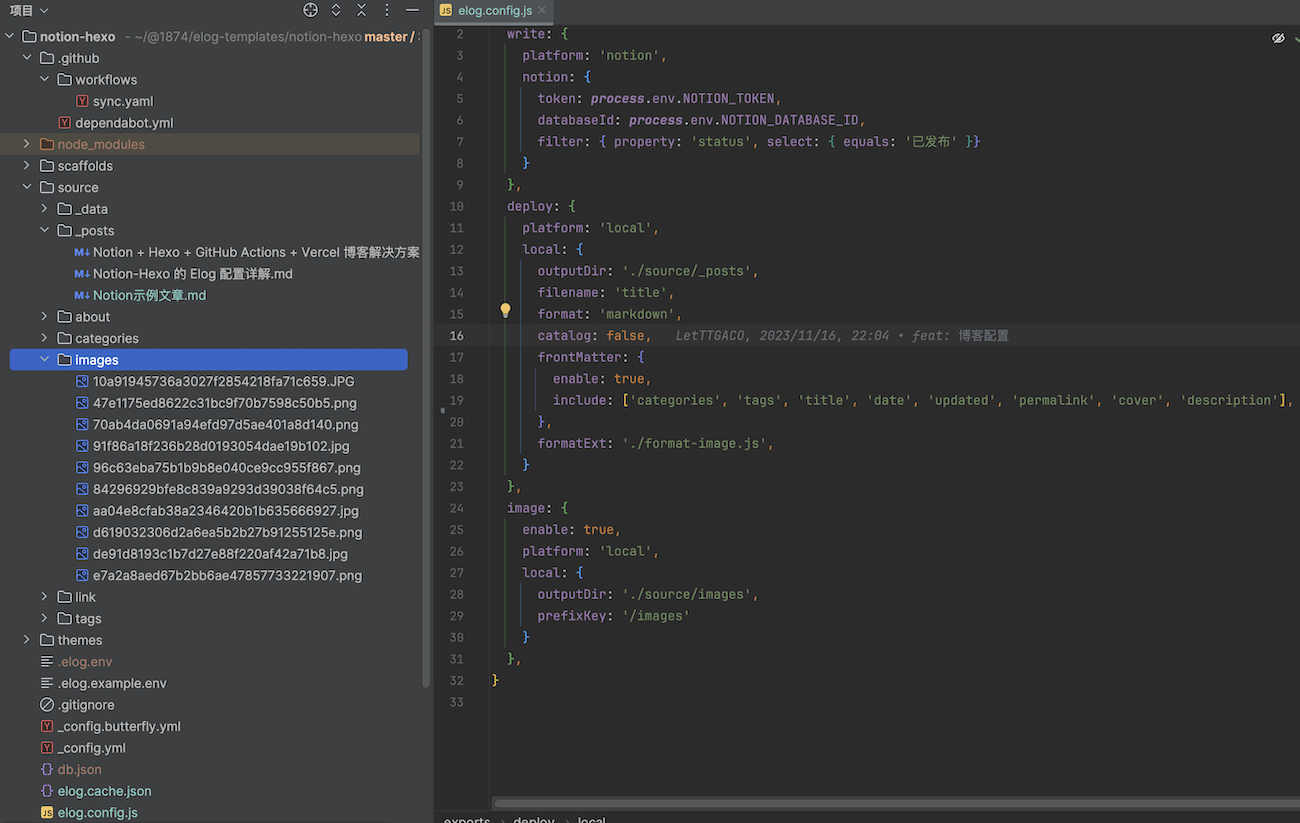 项目
notion-hexo - ~/@1874/elog-templates/notion-hexo master /
.github
workflows
sync.yaml
dependabot.yml
node_modules
scaffolds
source
_data
_posts
Notion + Hexo + GitHub Actions + Vercel 博客解决方案
Notion-Hexo 的 Elog 配置详解.md
Notion示例文章.md
about
categories
images
10a91945736a3027f2854218fa71c659.JPG
47e1175ed8622c31bc9f70b7598c50b5.png
70ab4da0691a94efd97d5ae401a8d140.png
91f86a18f236b28d0193054dae19b102.jpg
96c63eba75b1b9b8e040ce9cc955f867.png
84296929bfe8c839a9293d39038f64c5.png
aa04e8cfab38a2346420b1b635666927.jpg
d619032306d2a6ea5b2b27b91255125e.png
de91d8193c1b7d27e88f220af42a71b8.jpg
e7a2a8aed67b2bb6ae47857733221907.png
link
tags
themes
.elog.env
.elog.example.env
.gitignore
_config.butterfly.yml
_config.yml
db.json
elog.cache.json
elog.config.js
elog.config.js
2 write: {
3 platform: 'notion',
4 notion: {
5 token: process.env.NOTION_TOKEN,
6 databaseId: process.env.NOTION_DATABASE_ID,
7 filter: { property: 'status', select: { equals: '已发布' }}
8 }
9 },
10 deploy: {
11 platform: 'local',
12 local: {
13 outputDir: './source/_posts',
14 filename: 'title',
15 format: 'markdown',
16 catalog: false, LetTTGACO, 2023/11/16, 22:04 • feat: 博客配置
17 frontMatter: {
18 enable: true,
19 include: ['categories', 'tags', 'title', 'date', 'updated', 'permalink', 'cover', 'description'],
20 },
21 formatExt: './format-image.js',
22 }
23 },
24 image: {
25 enable: true,
26 platform: 'local',
27 local: {
28 outputDir: './source/images',
29 prefixKey: '/images'
30 }
31 },
32 }
33
exports › deploy › local